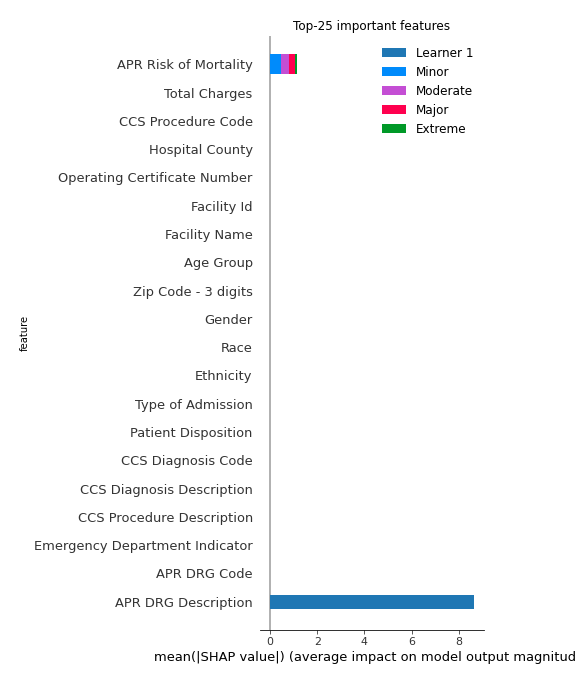 Top-25 important features
APR Risk of Mortality
Total Charges
CCS Procedure Code
Hospital County
Operating Certificate Number
Facility Id
Facility Name
Age Group
Zip Code - 3 digits
Gender
Race
Ethnicity
Type of Admission
Patient Disposition
CCS Diagnosis Code
CCS Diagnosis Description
CCS Procedure Description
Emergency Department Indicator
APR DRG Code
APR DRG Description
feature
Learner 1
Minor
Moderate
Major
Extreme
0 2 4 6 8
mean(|SHAP value|) (average impact on model output magnitud